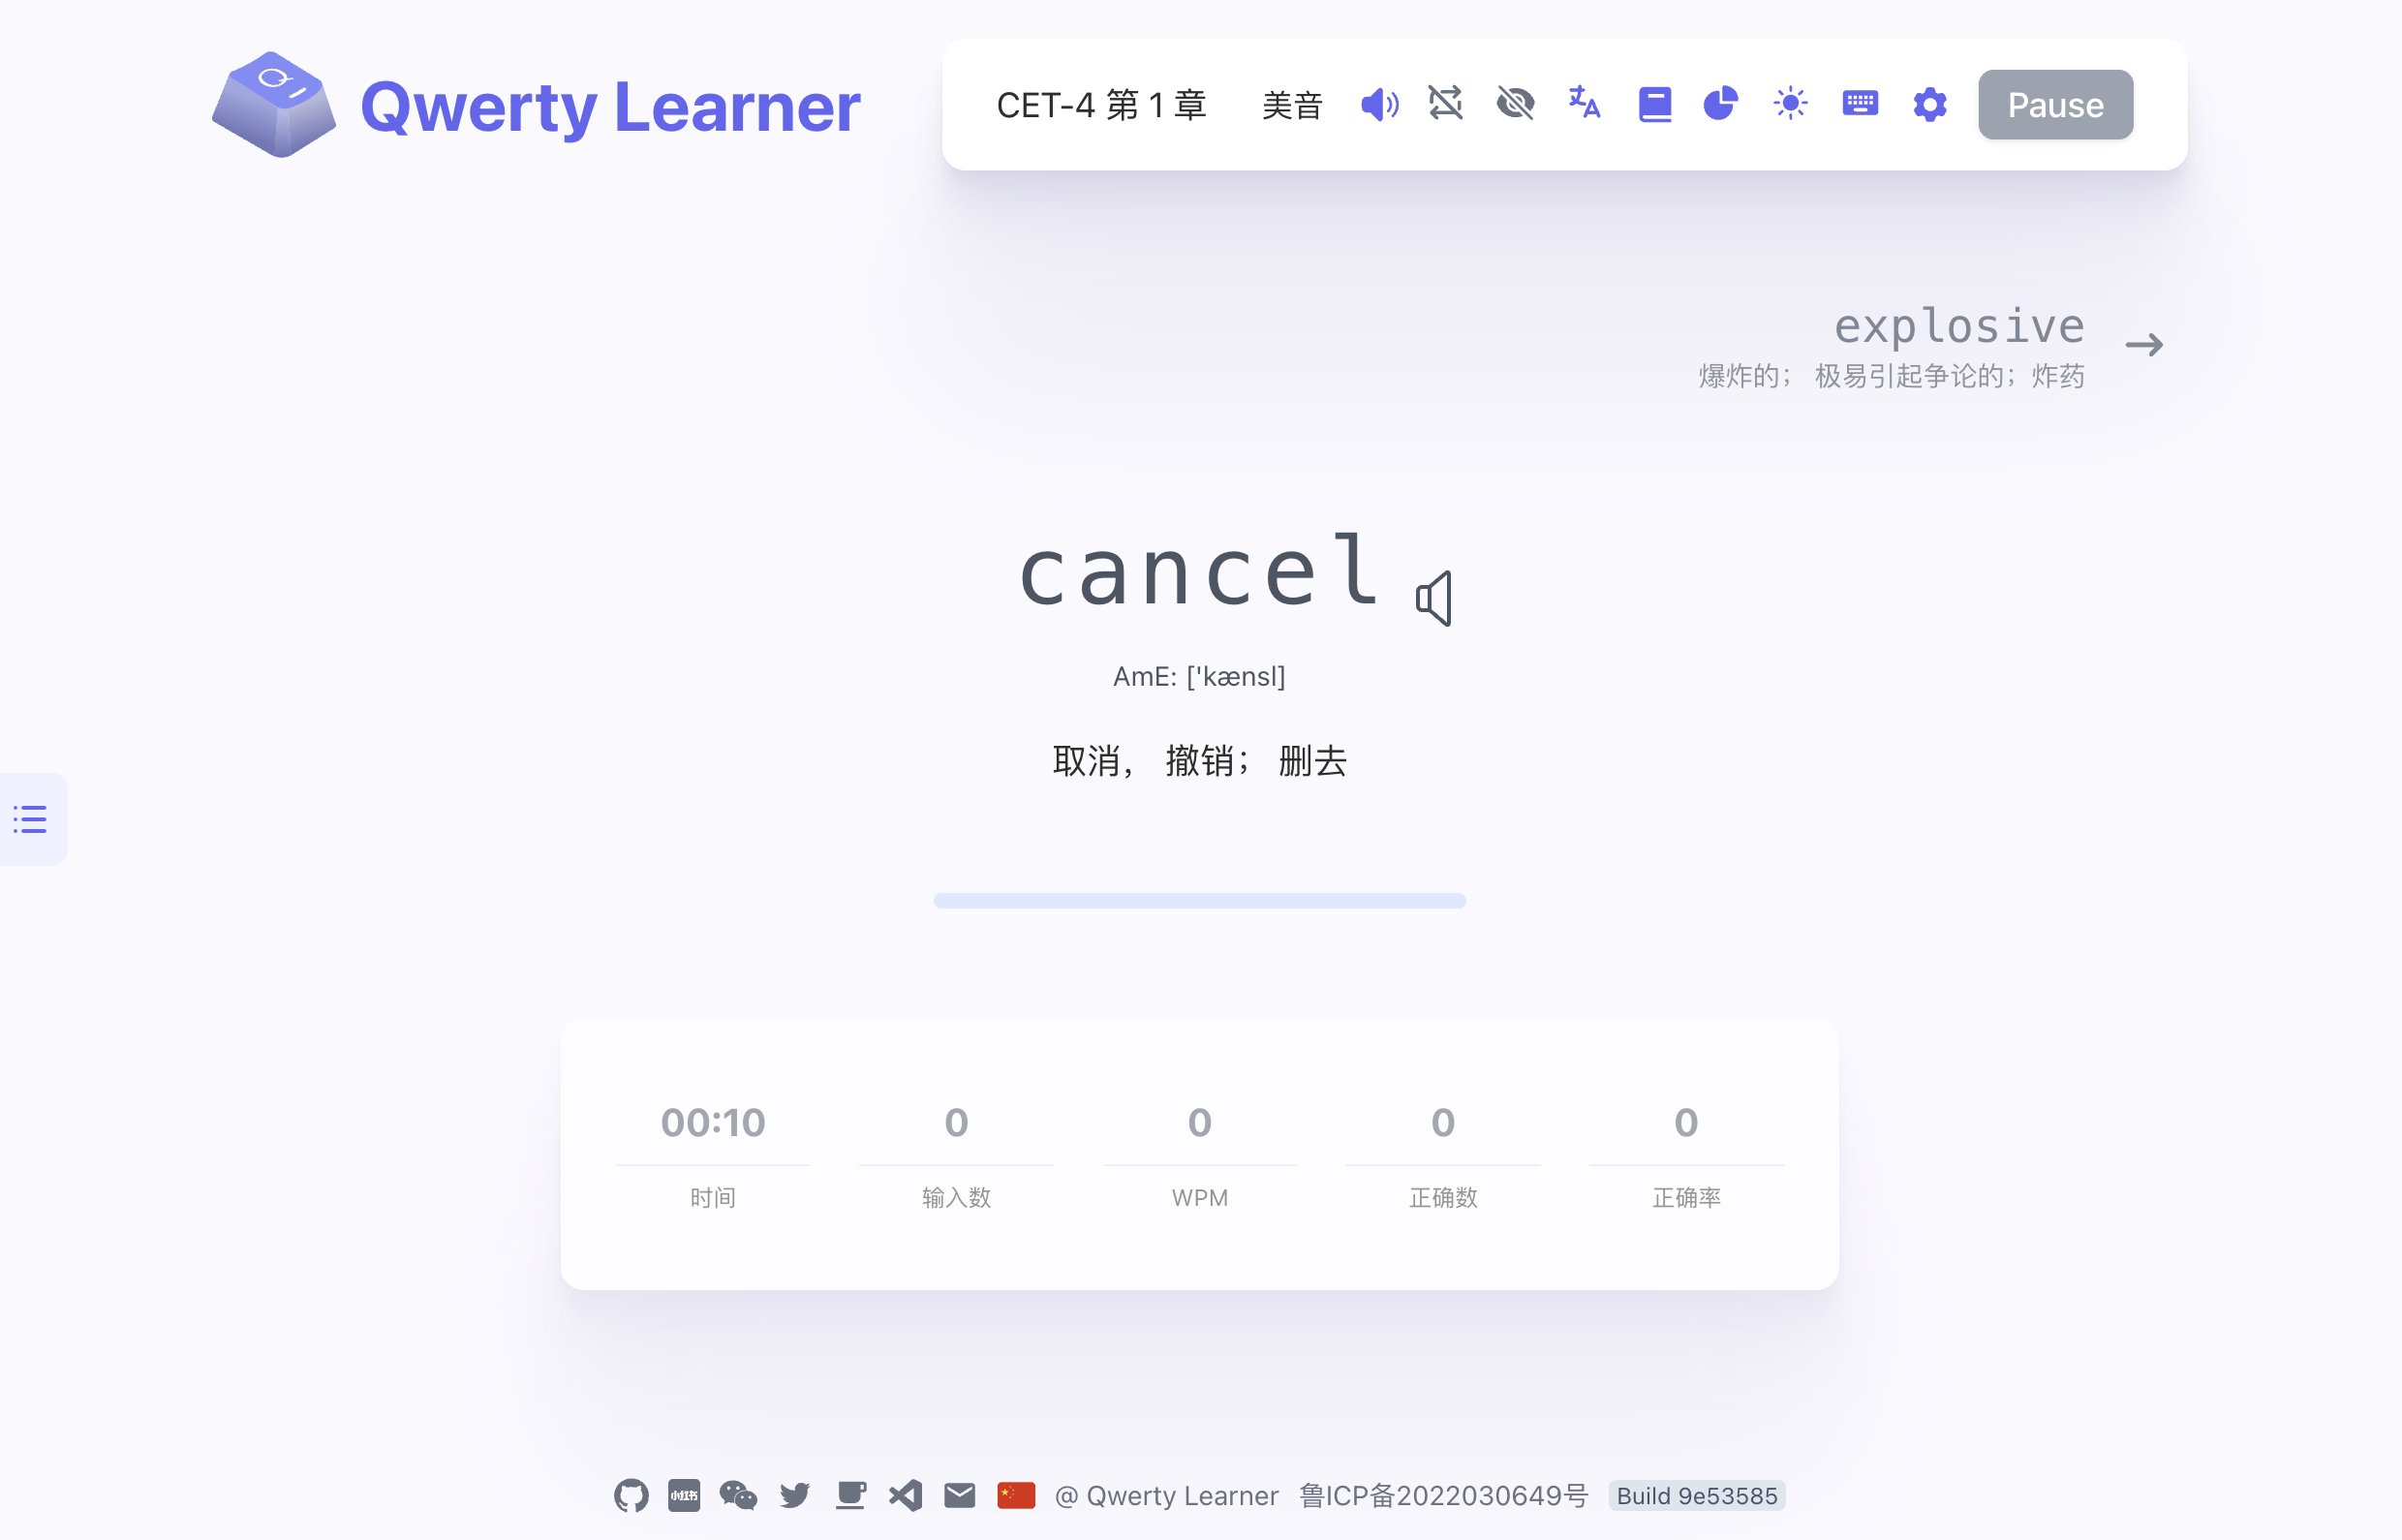 Qwerty Learner
CET-4 第 1 章 美音 Pause
explosive
爆炸的； 极易引起争论的；炸药
cancel
AmE: ['kænsl]
取消， 撤销； 删去
00:10 0 0 0 0
时间 输入数 WPM 正确数 正确率
小红书 @ Qwerty Learner 鲁ICP备2022030649号 Build 9e53585